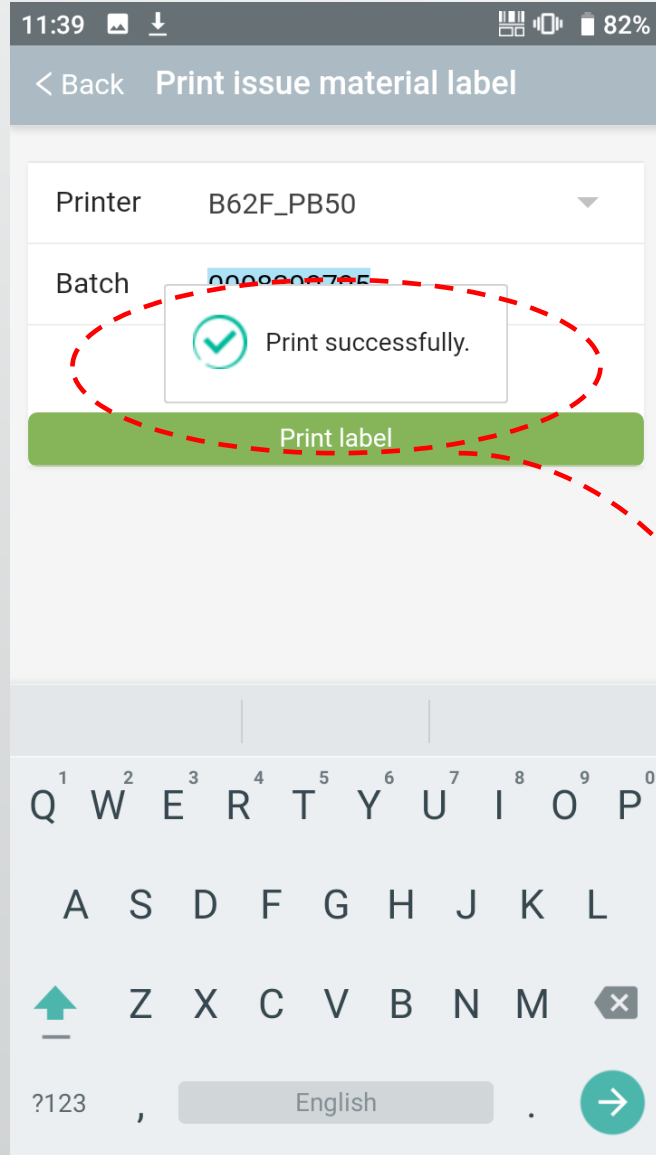 11:39 82%
< Back Print issue material label
Printer B62F_PB50
Batch
Print successfully.
Print label
1 2 3 4 5 6 7 8 9 0
Q W E R T Y U I O P
A S D F G H J K L
Z X C V B N M
?123 , English .